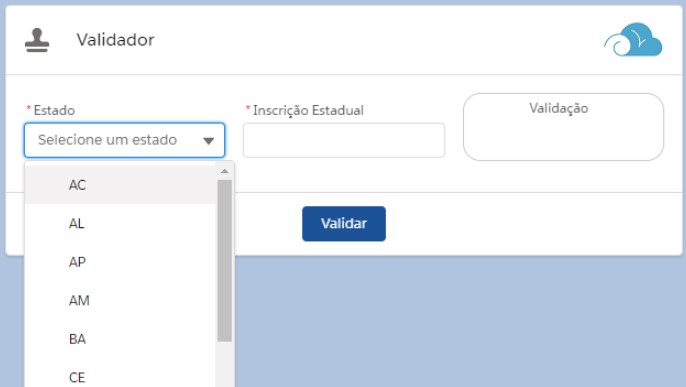 Validador
* Estado
* Inscrição Estadual
Validação
Selecione um estado
AC
AL
Validar
AP
AM
BA
CE